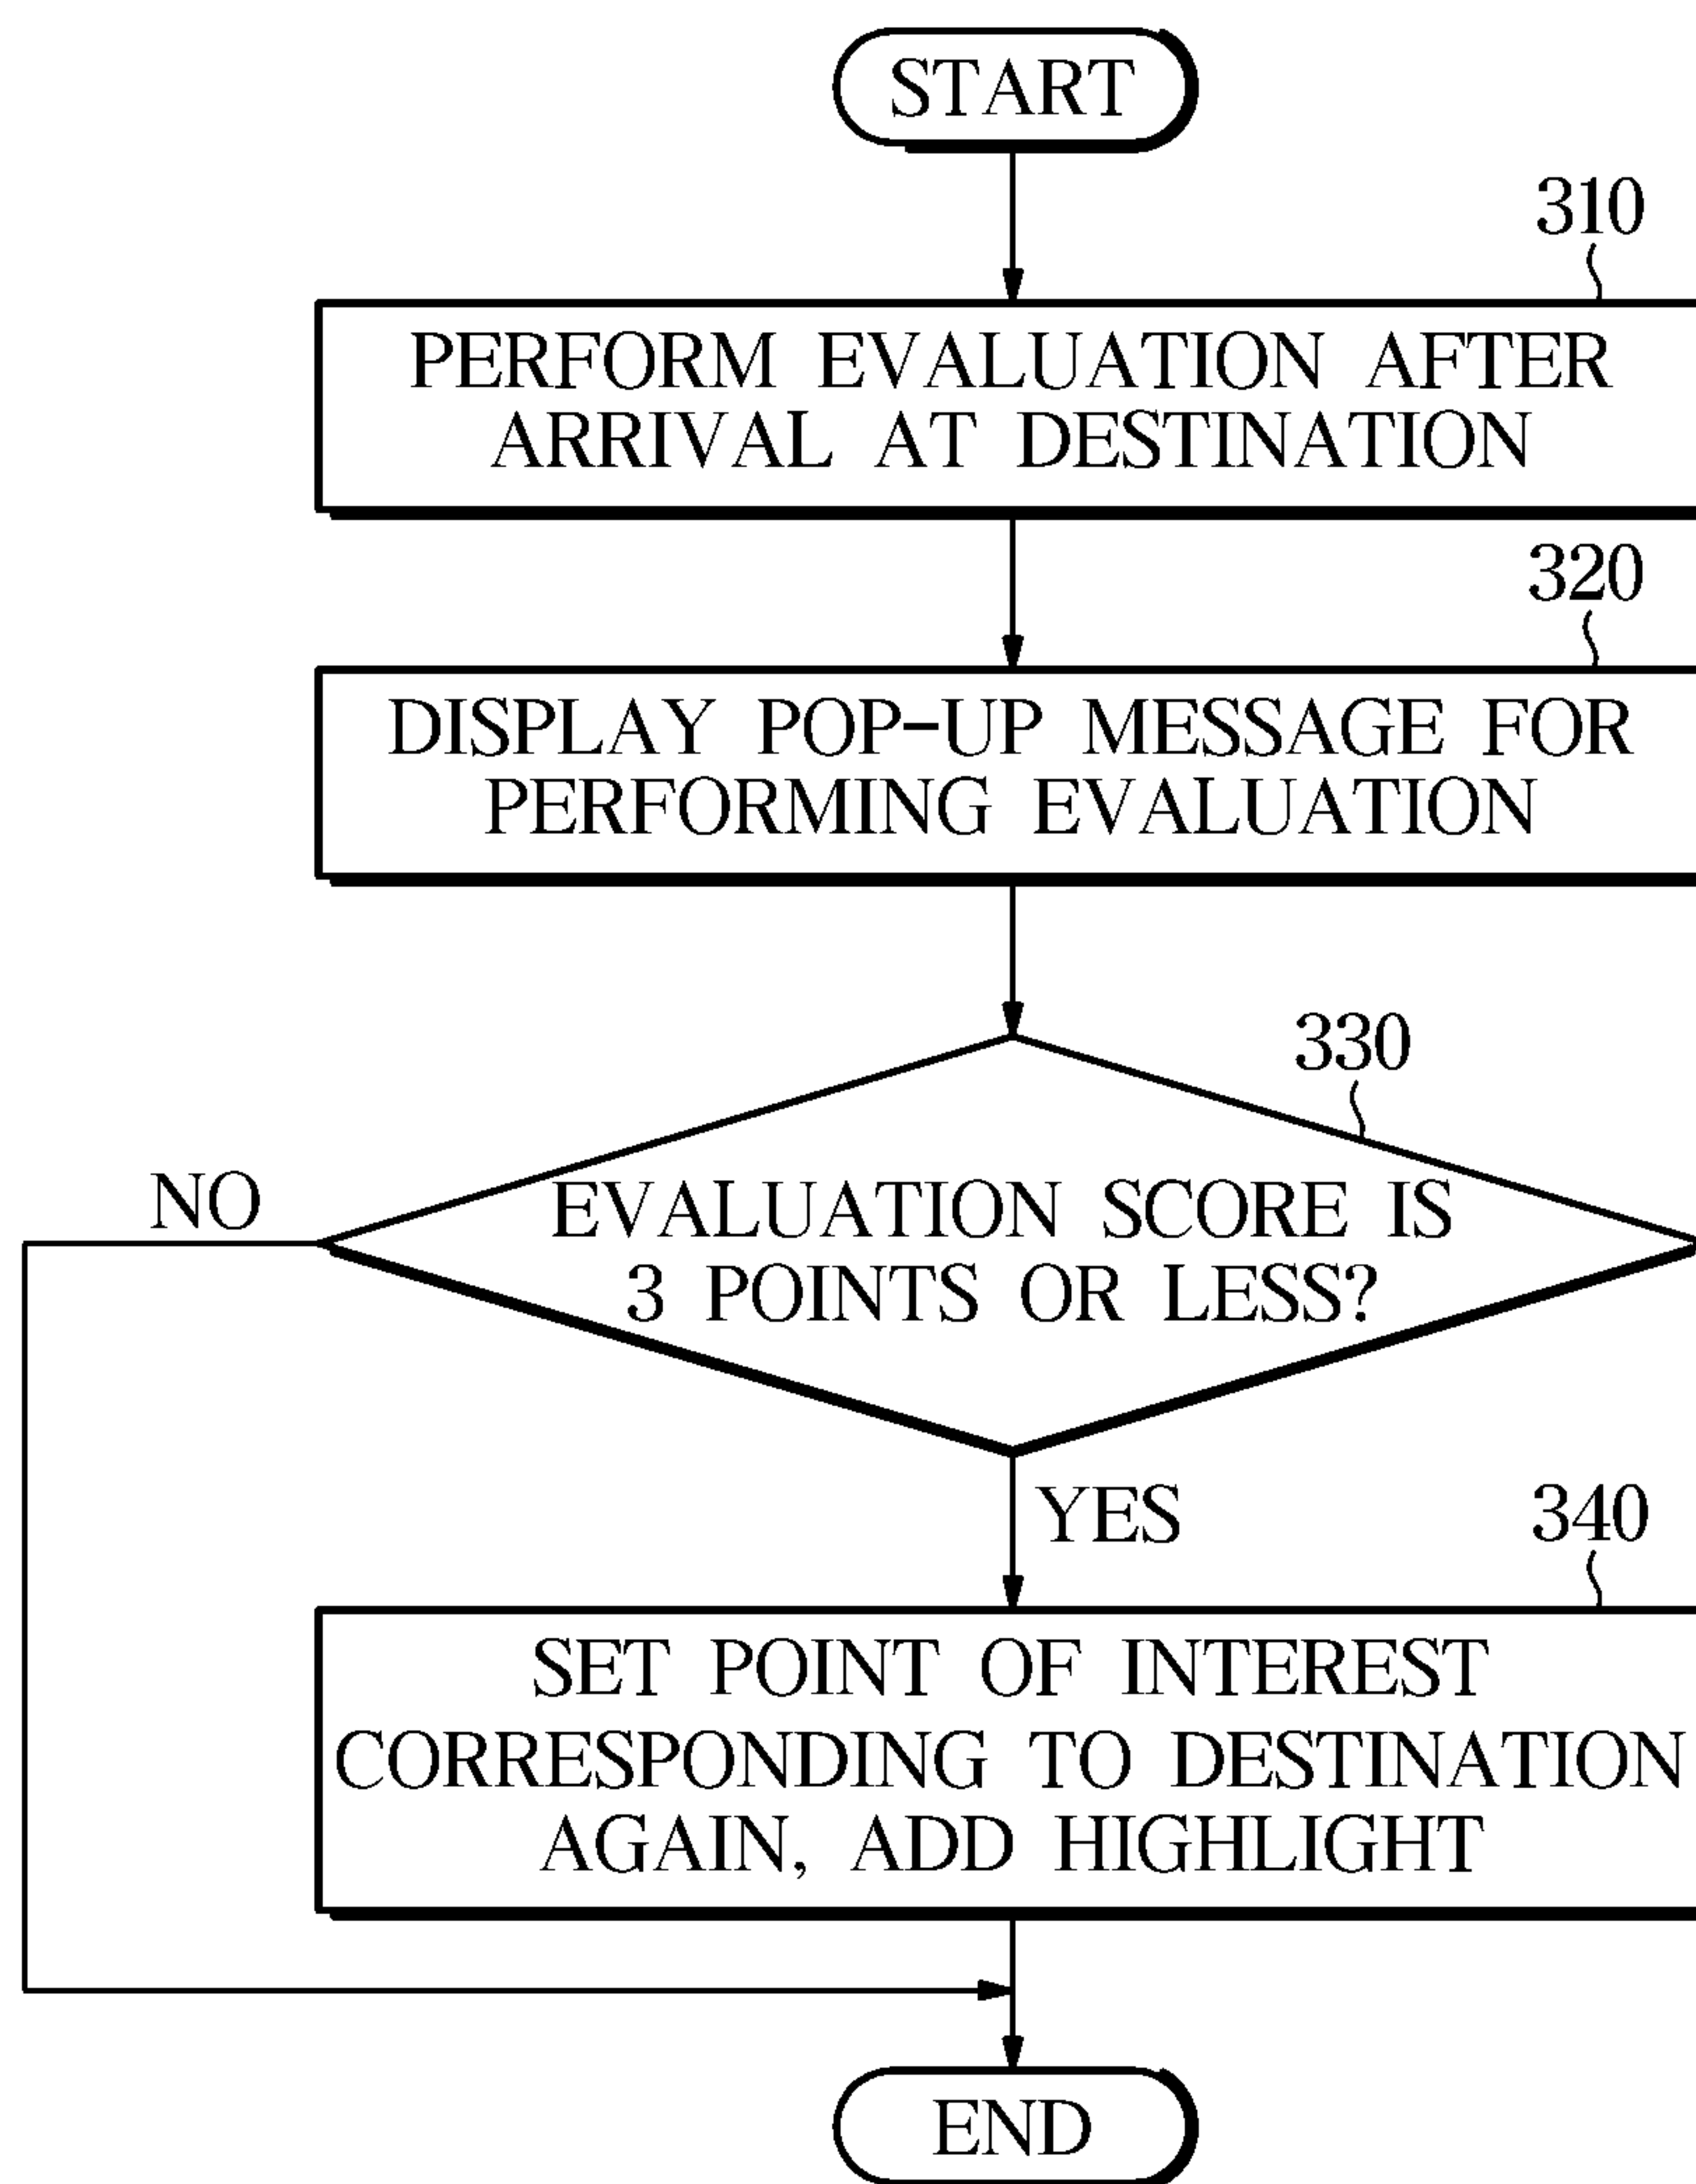 START
310
PERFORM EVALUATION AFTER
ARRIVAL AT DESTINATION
320
DISPLAY POP-UP MESSAGE FOR
PERFORMING EVALUATION
330
NO
EVALUATION SCORE IS
3 POINTS OR LESS?
YES
340
SET POINT OF INTEREST
CORRESPONDING TO DESTINATION
AGAIN, ADD HIGHLIGHT
END